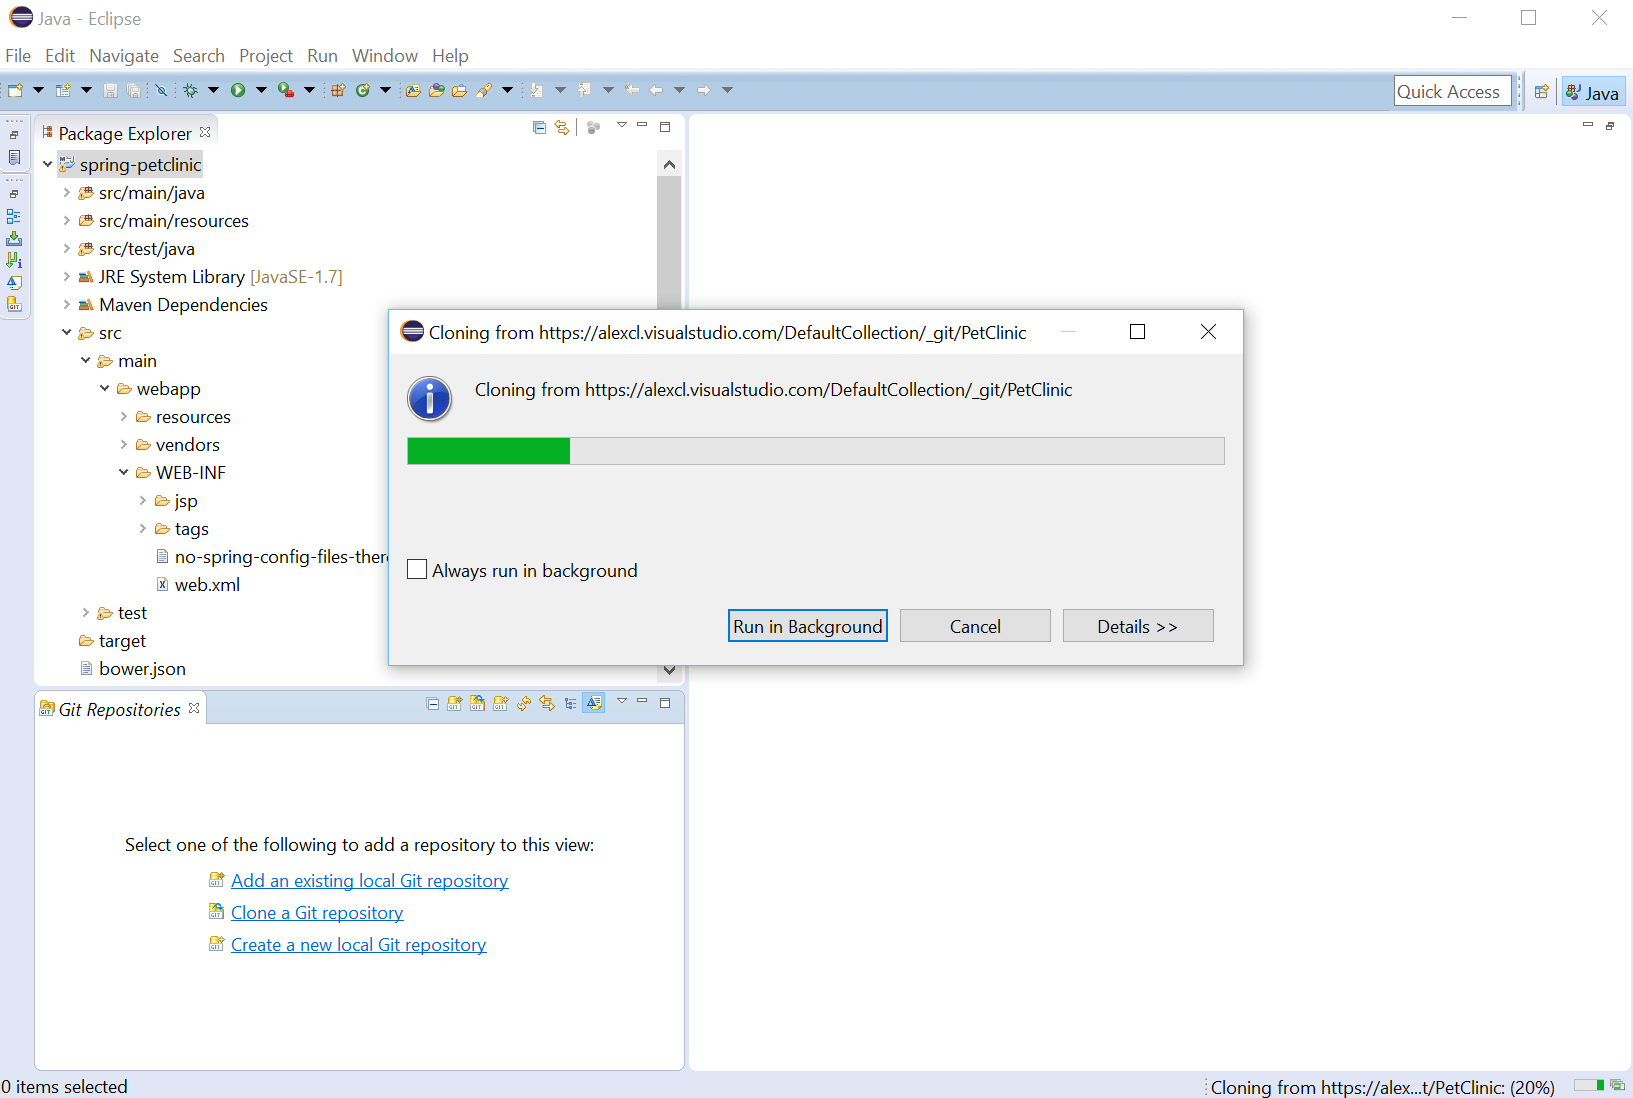 Java - Eclipse
File Edit Navigate Search Project Run Window Help
Quick Access
Java
Package Explorer
spring-petclinic
src/main/java
src/main/resources
src/test/java
JRE System Library [JavaSE-1.7]
Maven Dependencies
src
main
webapp
resources
vendors
WEB-INF
jsp
tags
no-spring-config-files-ther
web.xml
test
target
bower.json
Cloning from https://alexcl.visualstudio.com/DefaultCollection/_git/PetClinic
Cloning from https://alexcl.visualstudio.com/DefaultCollection/_git/PetClinic
Always run in background
Run in Background Cancel Details >>
Git Repositories
Select one of the following to add a repository to this view:
Add an existing local Git repository
Clone a Git repository
Create a new local Git repository
0 items selected
Cloning from https://alex...t/PetClinic: (20%)